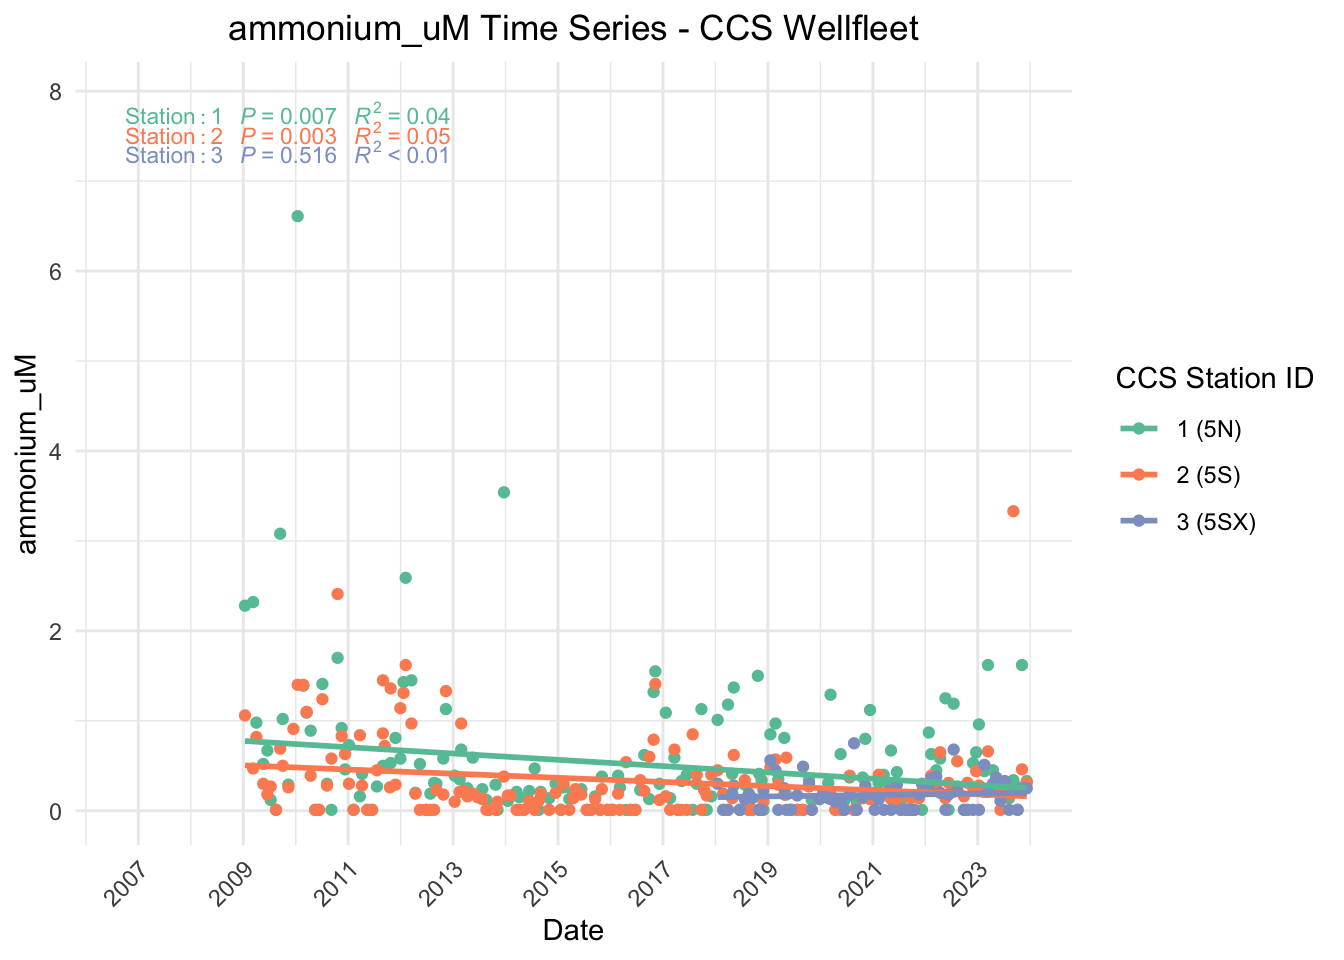 ammonium_uM Time Series - CCS Wellfleet
8
Station : 1 P = 0.007 R² = 0.04
Station : 2 P = 0.003 R² = 0.05
Station : 3 P = 0.516 R² < 0.01
6
4
2
0
ammonium_uM
2007 2009 2011 2013 2015 2017 2019 2021 2023
Date
CCS Station ID
1 (5N)
2 (5S)
3 (5SX)